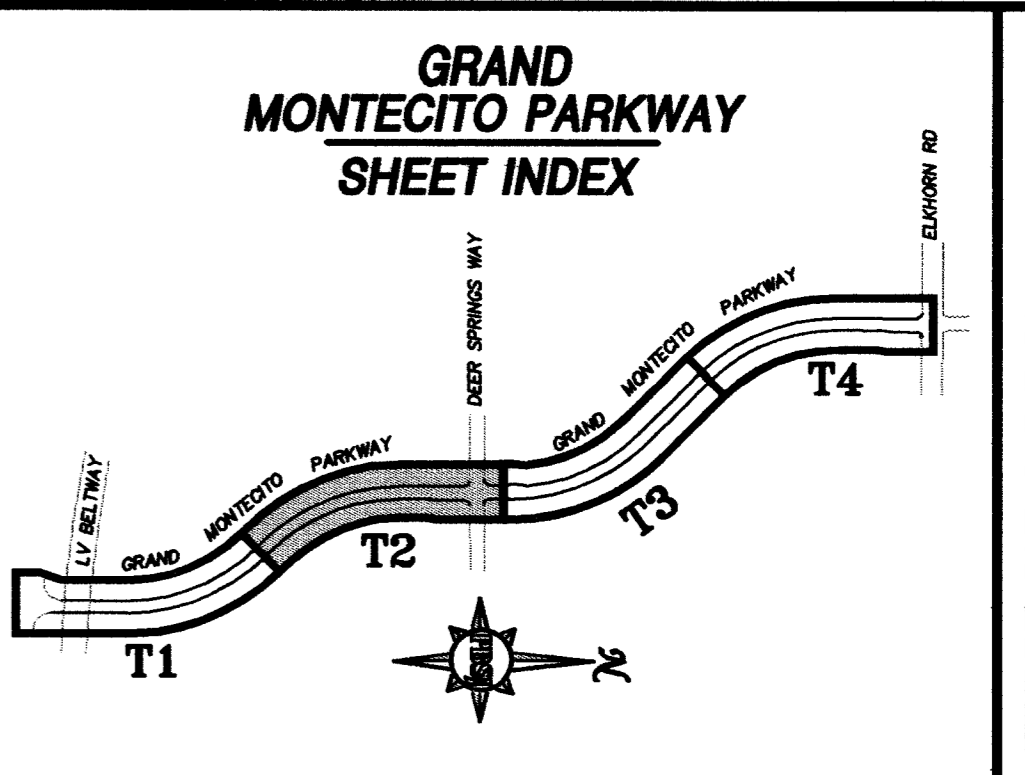 GRAND
MONTECITO PARKWAY
SHEET INDEX
ELKHORN RD
DEER SPRINGS WAY
PARKWAY
MONTECITO
GRAND
T4
T3
PARKWAY
MONTECITO
GRAND
LV BELTWAY
T2
T1
N